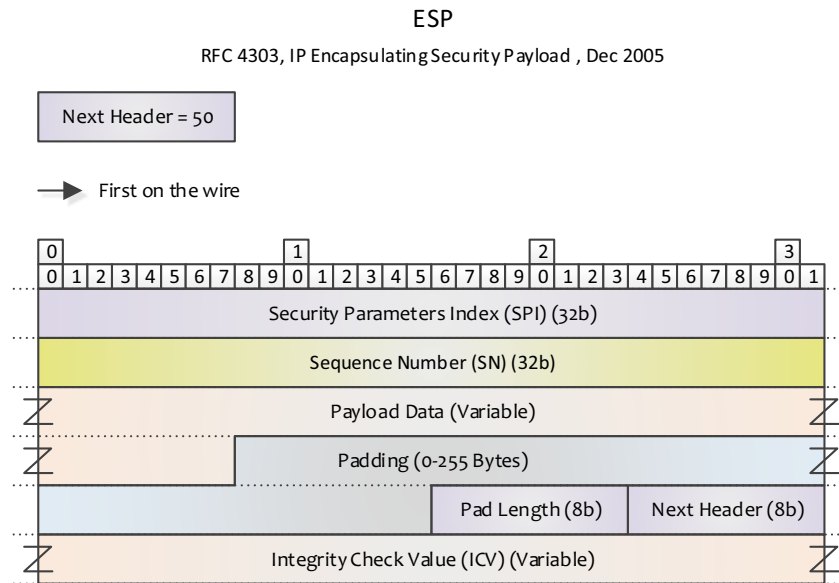 ESP
RFC 4303, IP Encapsulating Security Payload , Dec 2005
Next Header = 50
First on the wire
0 1 2 3
0 1 2 3 4 5 6 7 8 9 0 1 2 3 4 5 6 7 8 9 0 1 2 3 4 5 6 7 8 9 0 1
Security Parameters Index (SPI) (32b)
Sequence Number (SN) (32b)
Payload Data (Variable)
Padding (0-255 Bytes)
Pad Length (8b) Next Header (8b)
Integrity Check Value (ICV) (Variable)